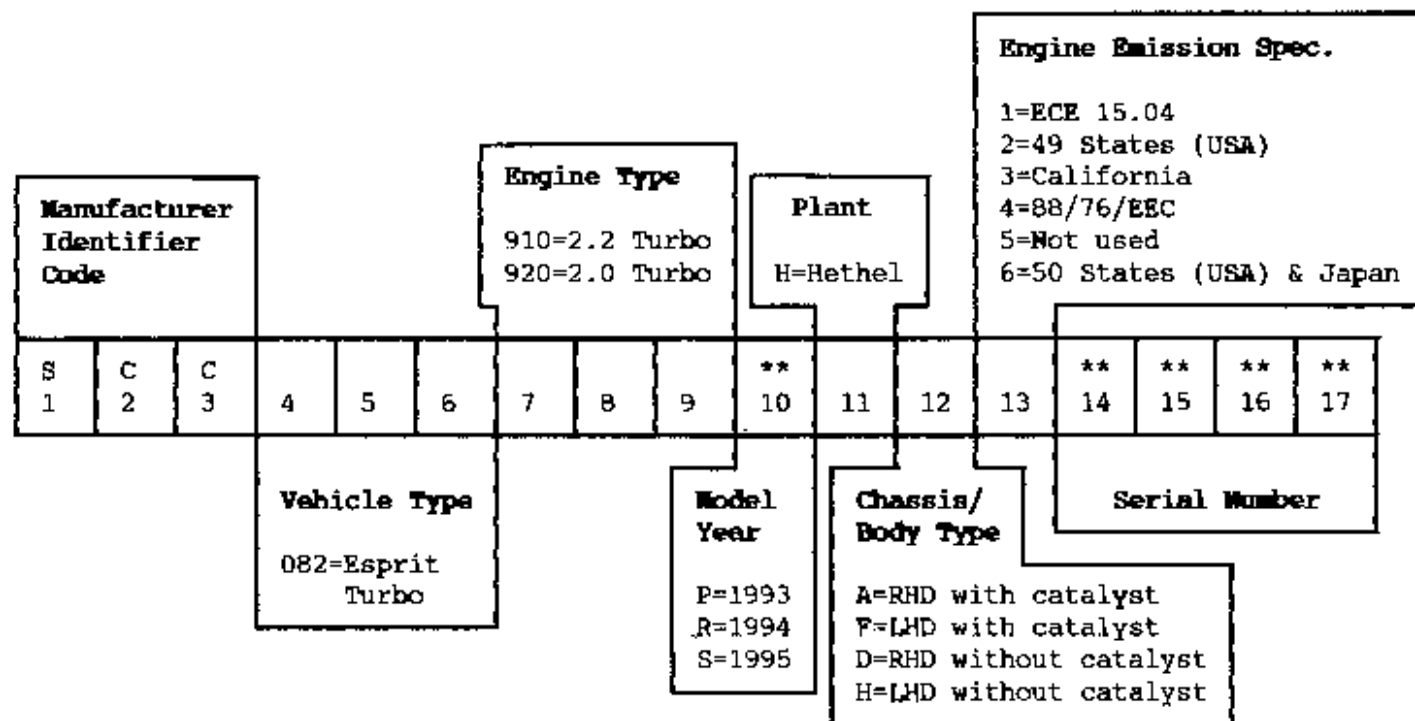 Engine Emission Spec.
1=ECE 15.04
2=49 States (USA)
3=California
4=88/76/EEC
5=Not used
6=50 States (USA) & Japan
Engine Type
910=2.2 Turbo
920=2.0 Turbo
Plant
H=Hethel
Manufacturer
Identifier
Code
S C C ** ** ** ** **
1 2 3 4 5 6 7 8 9 10 11 12 13 14 15 16 17
Vehicle Type
082=Esprit
Turbo
Model
Year
P=1993
R=1994
S=1995
Chassis/
Body Type
A=RHD with catalyst
F=LHD with catalyst
D=RHD without catalyst
H=LHD without catalyst
Serial Number